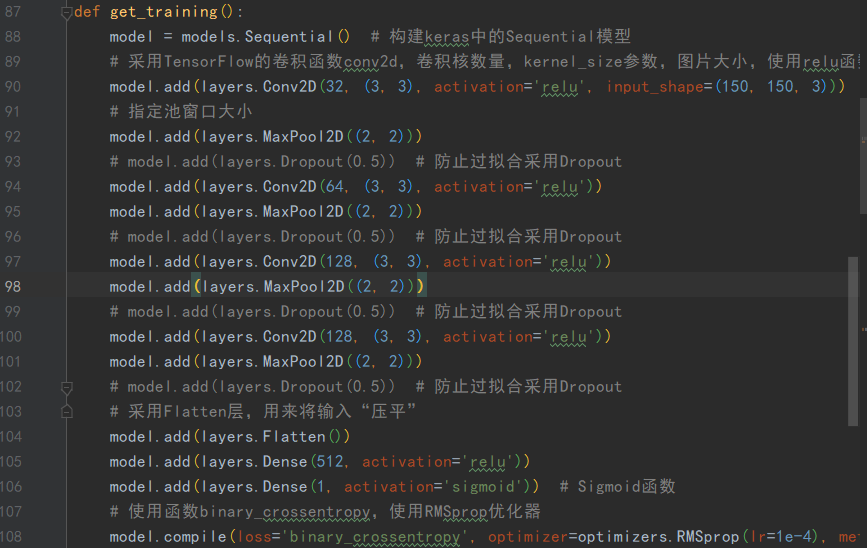 87 def get_training():
88 model = models.Sequential() # 构建keras中的Sequential模型
89 # 采用TensorFlow的卷积函数conv2d, 卷积核数量, kernel_size参数, 图片大小, 使用relu函
90 model.add(layers.Conv2D(32, (3, 3), activation='relu', input_shape=(150, 150, 3)))
91 # 指定池窗口大小
92 model.add(layers.MaxPool2D((2, 2)))
93 # model.add(layers.Dropout(0.5)) # 防止过拟合采用Dropout
94 model.add(layers.Conv2D(64, (3, 3), activation='relu'))
95 model.add(layers.MaxPool2D((2, 2)))
96 # model.add(layers.Dropout(0.5)) # 防止过拟合采用Dropout
97 model.add(layers.Conv2D(128, (3, 3), activation='relu'))
98 model.add(layers.MaxPool2D((2, 2)))
99 # model.add(layers.Dropout(0.5)) # 防止过拟合采用Dropout
100 model.add(layers.Conv2D(128, (3, 3), activation='relu'))
101 model.add(layers.MaxPool2D((2, 2)))
102 # model.add(layers.Dropout(0.5)) # 防止过拟合采用Dropout
103 # 采用Flatten层, 用来将输入“压平”
104 model.add(layers.Flatten())
105 model.add(layers.Dense(512, activation='relu'))
106 model.add(layers.Dense(1, activation='sigmoid')) # Sigmoid函数
107 # 使用函数binary_crossentropy, 使用RMSprop优化器
108 model.compile(loss='binary_crossentropy', optimizer=optimizers.RMSprop(lr=1e-4), me